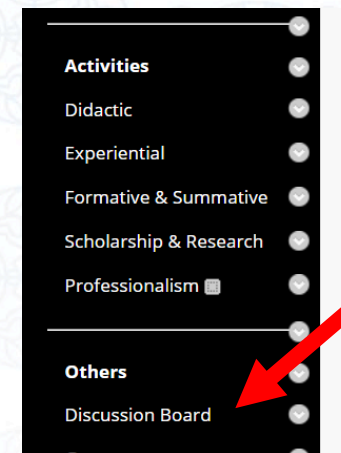 Activities
Didactic
Experiential
Formative & Summative
Scholarship & Research
Professionalism
Others
Discussion Board